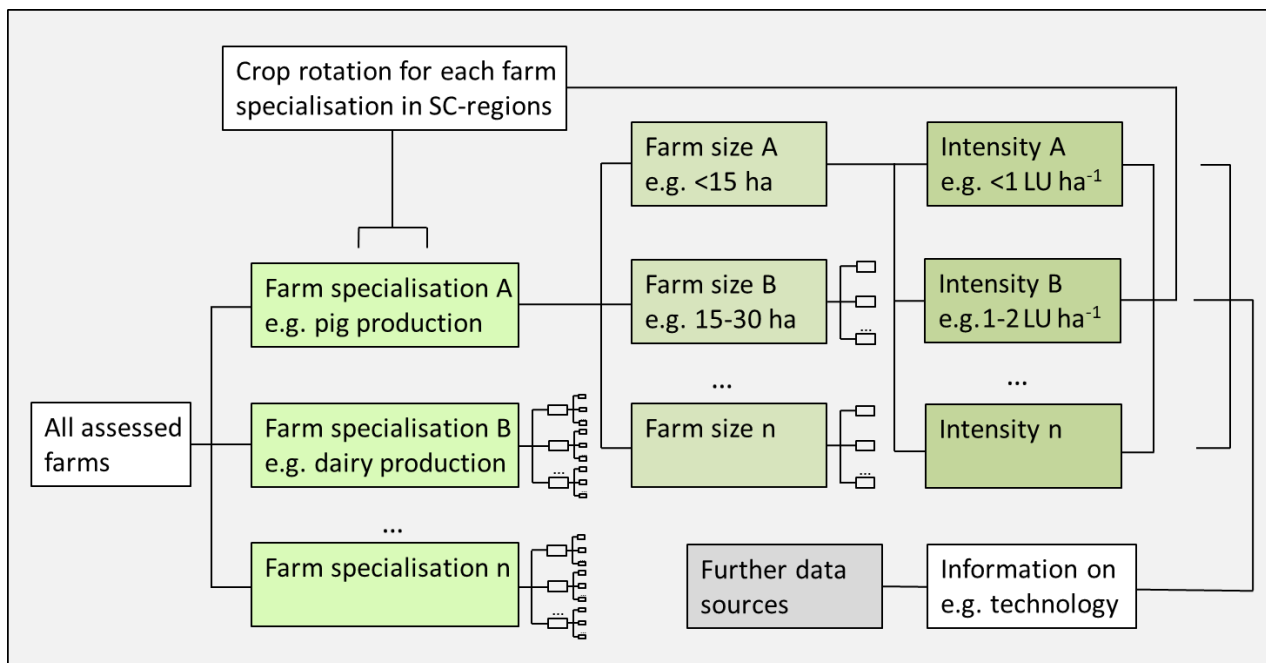 Crop rotation for each farm
specialisation in SC-regions
Farm size A
e.g. <15 ha
Intensity A
e.g. <1 LU ha⁻¹
Farm specialisation A
e.g. pig production
Farm size B
e.g. 15-30 ha
...
Intensity B
e.g.1-2 LU ha⁻¹
...
...
All assessed
farms
Farm specialisation B
e.g. dairy production
...
Farm size n
...
Intensity n
...
...
Farm specialisation n
...
Further data
sources
Information on
e.g. technology